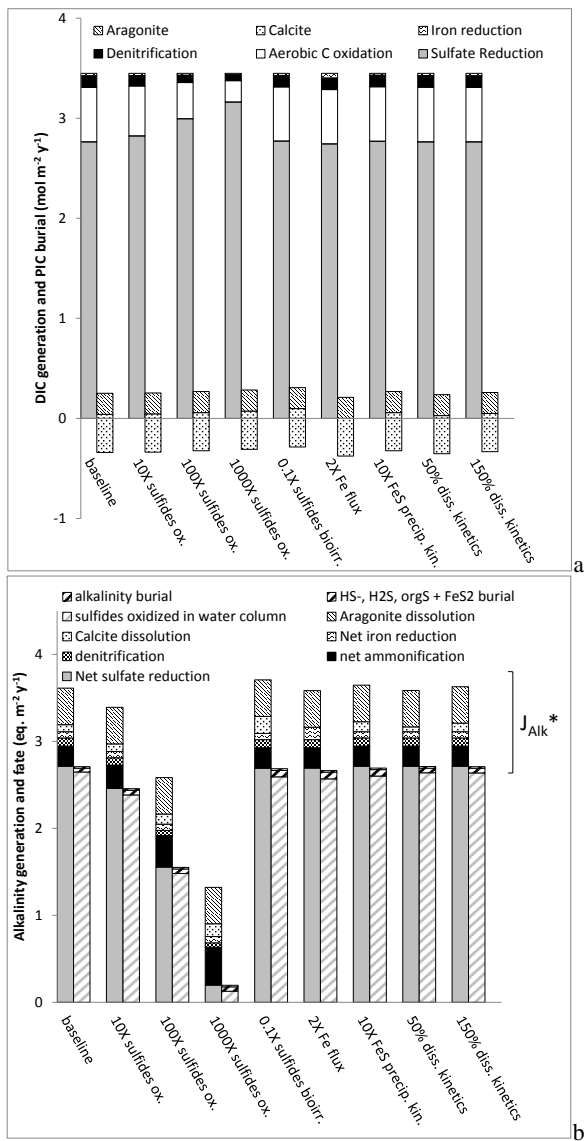 Aragonite Calcite Iron reduction
Denitrification Aerobic C oxidation Sulfate Reduction
DIC generation and PIC burial (mol m⁻² y⁻¹)
4
3
2
1
0
-1
baseline
10X sulfides ox.
100X sulfides ox.
1000X sulfides ox.
0.1X sulfides bioirr.
2X Fe flux
10X FeS precip. kin.
50% diss. kinetics
150% diss. kinetics
a
alkalinity burial HS-, H2S, orgS + FeS2 burial
sulfides oxidized in water column Aragonite dissolution
Calcite dissolution Net iron reduction
denitrification net ammonification
Net sulfate reduction
Alkalinity generation and fate (eq. m⁻² y⁻¹)
4
3
2
1
0
J_Alk*
baseline
10X sulfides ox.
100X sulfides ox.
1000X sulfides ox.
0.1X sulfides bioirr.
2X Fe flux
10X FeS precip. kin.
50% diss. kinetics
150% diss. kinetics
b